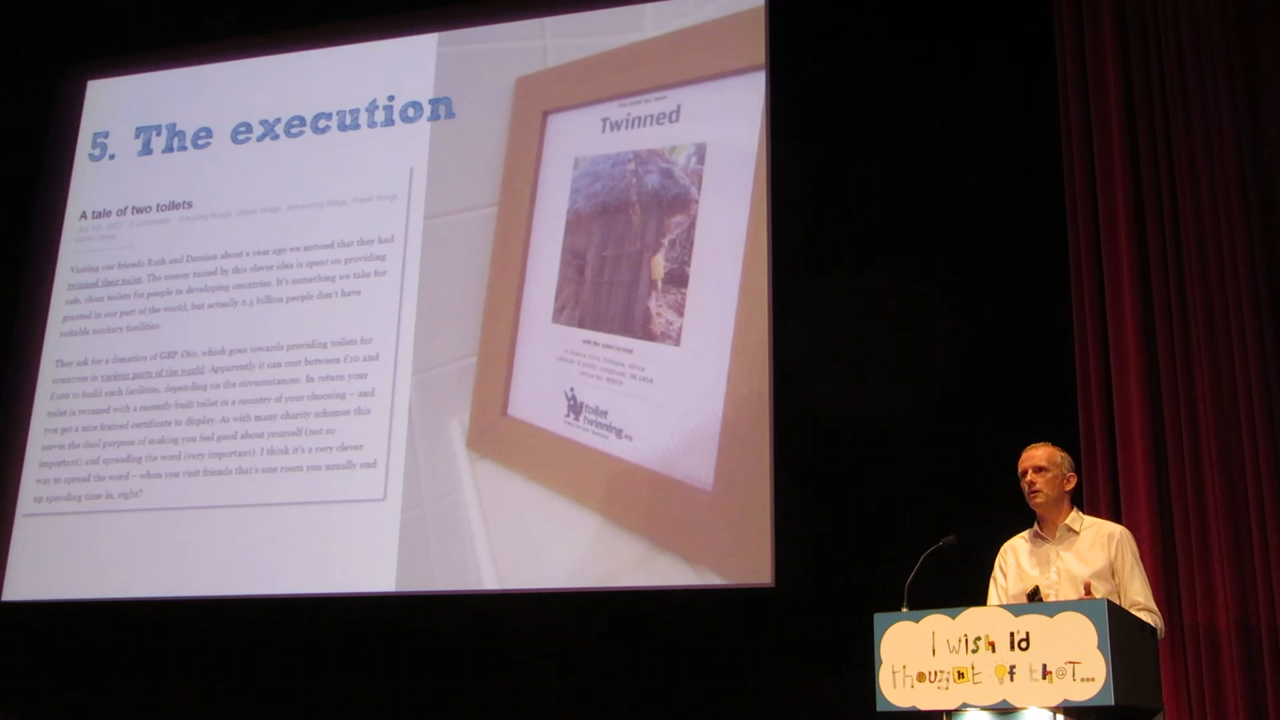 5. The execution
A tale of two toilets
Visiting our friends Ruth and Damian about a year ago we noticed that they had
twinned their toilet. The money raised by this clever idea is spent on providing
safe, clean toilets for people in developing countries. It's something we take for
granted in our part of the world, but actually 2.5 billion people don't have
suitable sanitary facilities.
They ask for a donation of GBP £60, which goes towards providing toilets for
countries in various parts of the world. Apparently it can cost between £10 and
to build such facilities, depending on the circumstances. In return your
toilet is twinned with a recently built toilet in a country of your choosing – and
you get a nice framed certificate to display. As with many charity schemes this
serves the dual purpose of making you feel good about yourself (not so
important) and spreading the word (very important). I think it's a very clever
way to spread the word – when you visit friends that's one room you usually end
up spending time in, right?
Twinned
toilet
twinning.org
I wish I'd
thought of th@T...